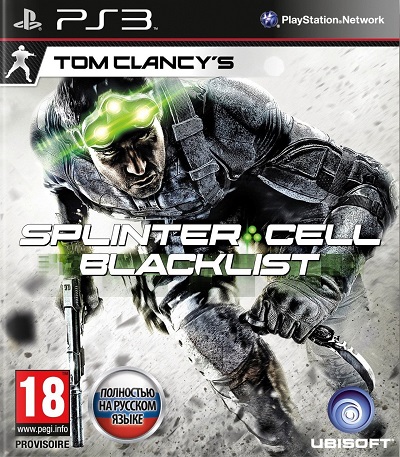 PS3
PlayStation®Network
TOM CLANCY'S
SPLINTER CELL
BLACKLIST
18
www.pegi.info
PROVISOIRE
ПОЛНОСТЬЮ
НА РУССКОМ
ЯЗЫКЕ
UBISOFT